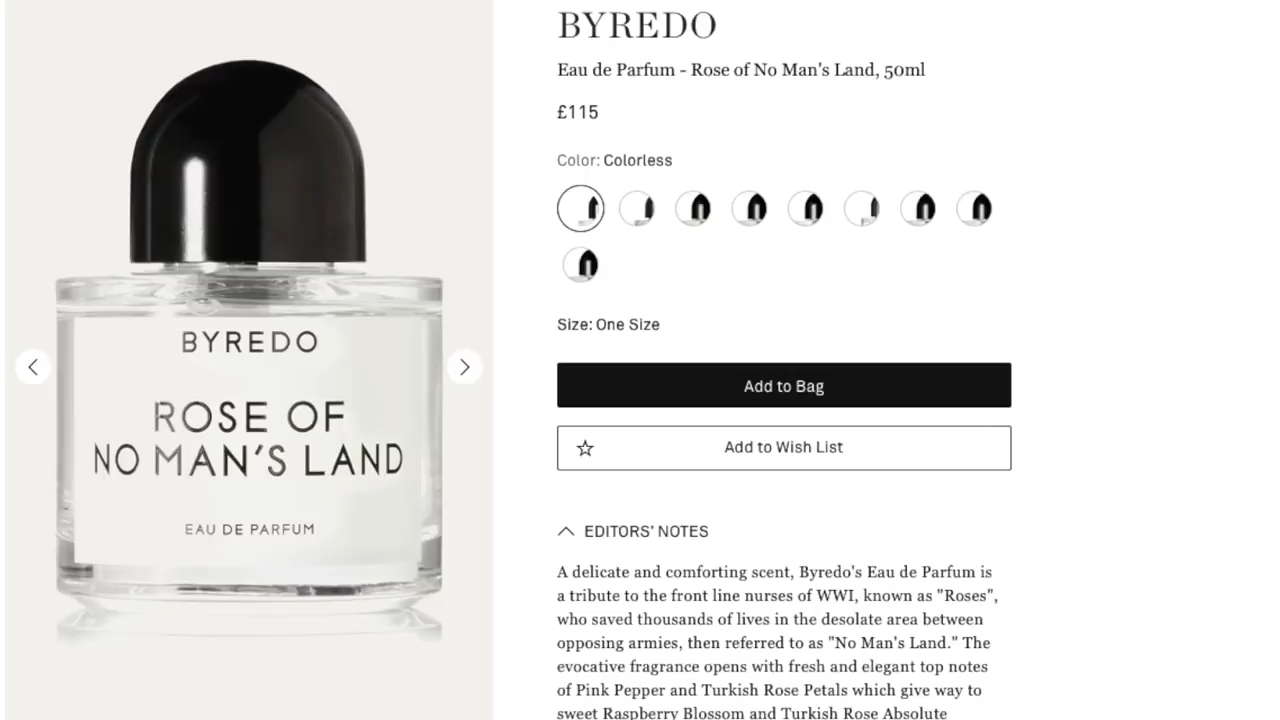 BYREDO
ROSE OF
NO MAN'S LAND
EAU DE PARFUM
BYREDO
Eau de Parfum - Rose of No Man's Land, 50ml
£115
Color: Colorless
Size: One Size
Add to Bag
Add to Wish List
EDITORS' NOTES
A delicate and comforting scent, Byredo's Eau de Parfum is
a tribute to the front line nurses of WWI, known as "Roses",
who saved thousands of lives in the desolate area between
opposing armies, then referred to as "No Man's Land." The
evocative fragrance opens with fresh and elegant top notes
of Pink Pepper and Turkish Rose Petals which give way to
sweet Raspberry Blossom and Turkish Rose Absolute